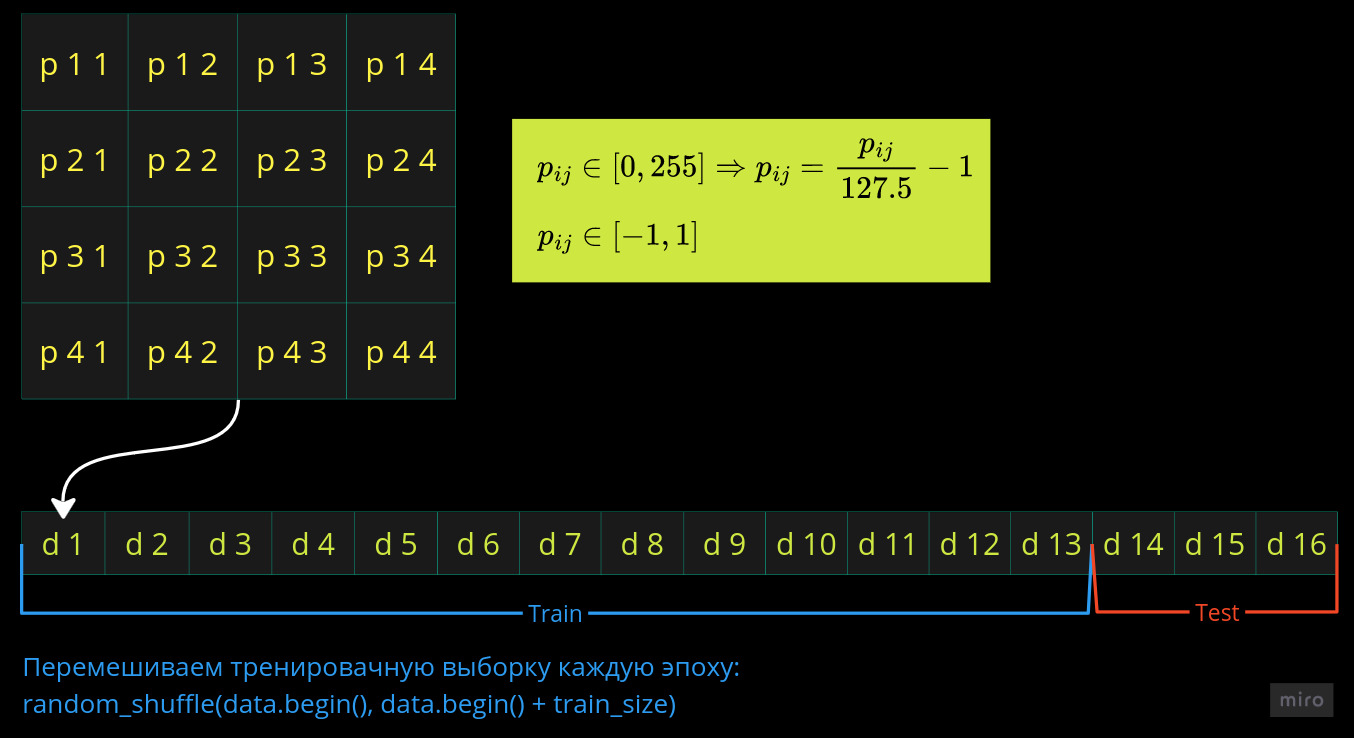 p 1 1 p 1 2 p 1 3 p 1 4
p 2 1 p 2 2 p 2 3 p 2 4
p 3 1 p 3 2 p 3 3 p 3 4
p 4 1 p 4 2 p 4 3 p 4 4
p_{ij} ∈ [0, 255] ⇒ p_{ij} = \frac{p_{ij}}{127.5} − 1
p_{ij} ∈ [−1, 1]
d 1 d 2 d 3 d 4 d 5 d 6 d 7 d 8 d 9 d 10 d 11 d 12 d 13 d 14 d 15 d 16
Train Test
Перемешиваем тренировачную выборку каждую эпоху:
random_shuffle(data.begin(), data.begin() + train_size)
miro